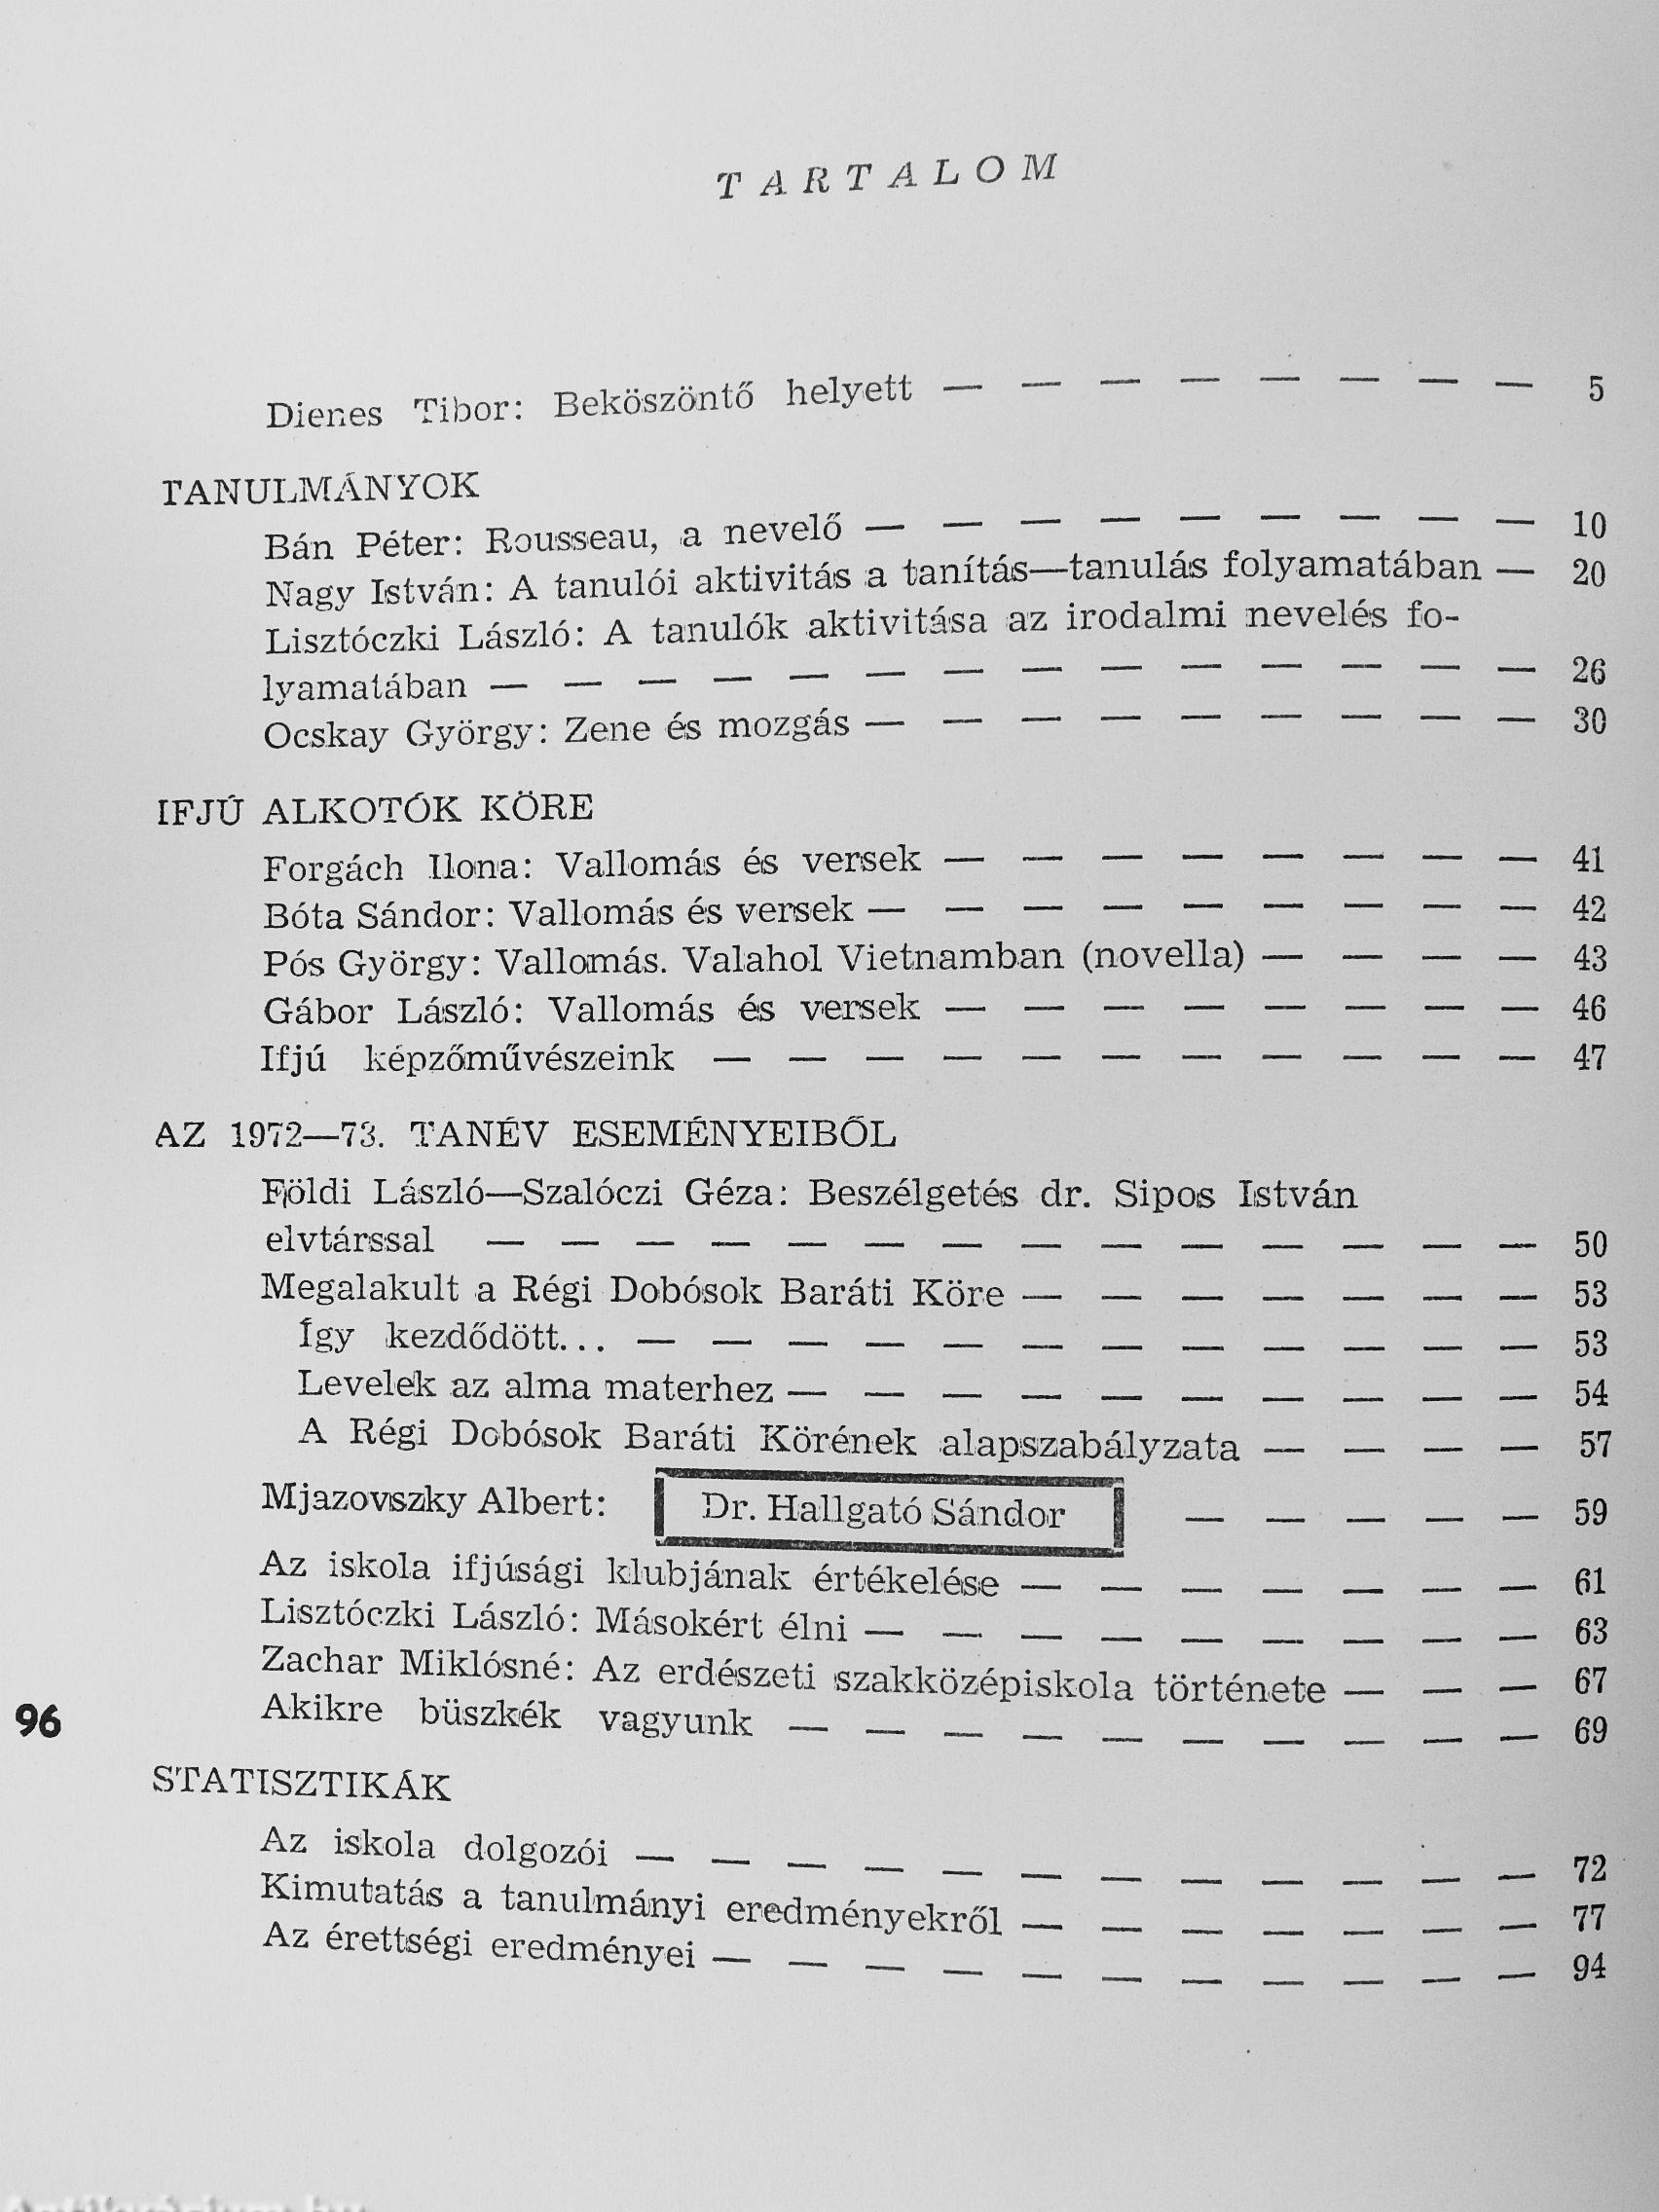 TARTALOM
Dienes Tibor: Beköszöntő helyett — — — — — — — — 5
TANULMÁNYOK
Bán Péter: Rousseau, a nevelő — — — — — — — — — 10
Nagy István: A tanulói aktivitás a tanítás—tanulás folyamatában — 20
Lisztóczki László: A tanulók aktivitása az irodalmi nevelés fo-
lyamatában — — — — — — — — — — — — — — 26
Ocskay György: Zene és mozgás — — — — — — — — — 30
IFJÚ ALKOTÓK KÖRE
Forgách Ilona: Vallomás és versek — — — — — — — — 41
Bóta Sándor: Vallomás és versek — — — — — — — — — 42
Pós György: Vallomás. Valahol Vietnamban (novella) — — — — 43
Gábor László: Vallomás és versek — — — — — — — — 46
Ifjú képzőművészeink — — — — — — — — — — — 47
AZ 1972—73. TANÉV ESEMÉNYEIBŐL
Földi László—Szalóczi Géza: Beszélgetés dr. Sipos István
elvtárssal — — — — — — — — — — — — — — 50
Megalakult a Régi Dobósok Baráti Köre — — — — — — — 53
Így kezdődött... — — — — — — — — — — — — 53
Levelek az alma materhez — — — — — — — — — — 54
A Régi Dobósok Baráti Körének alapszabályzata — — — — 57
Mjazovszky Albert: Dr. Hallgató Sándor — — — — — 59
Az iskola ifjúsági klubjának értékelése — — — — — — — 61
Lisztóczki László: Másokért élni — — — — — — — — — 63
Zachar Miklósné: Az erdészeti szakközépiskola története — — — 67
Akikre büszkék vagyunk — — — — — — — — — — 69
96
STATISZTIKÁK
Az iskola dolgozói — — — — — — — — — — — — 72
Kimutatás a tanulmányi eredményekről — — — — — — — 77
Az érettségi eredményei — — — — — — — — — — — 94